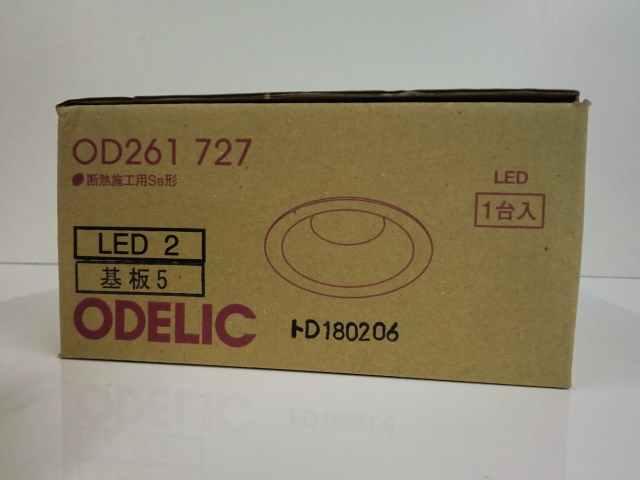 OD261 727
●断熱施工用SB形
LED
1台入
LED 2
基板5
ODELIC
トD180206